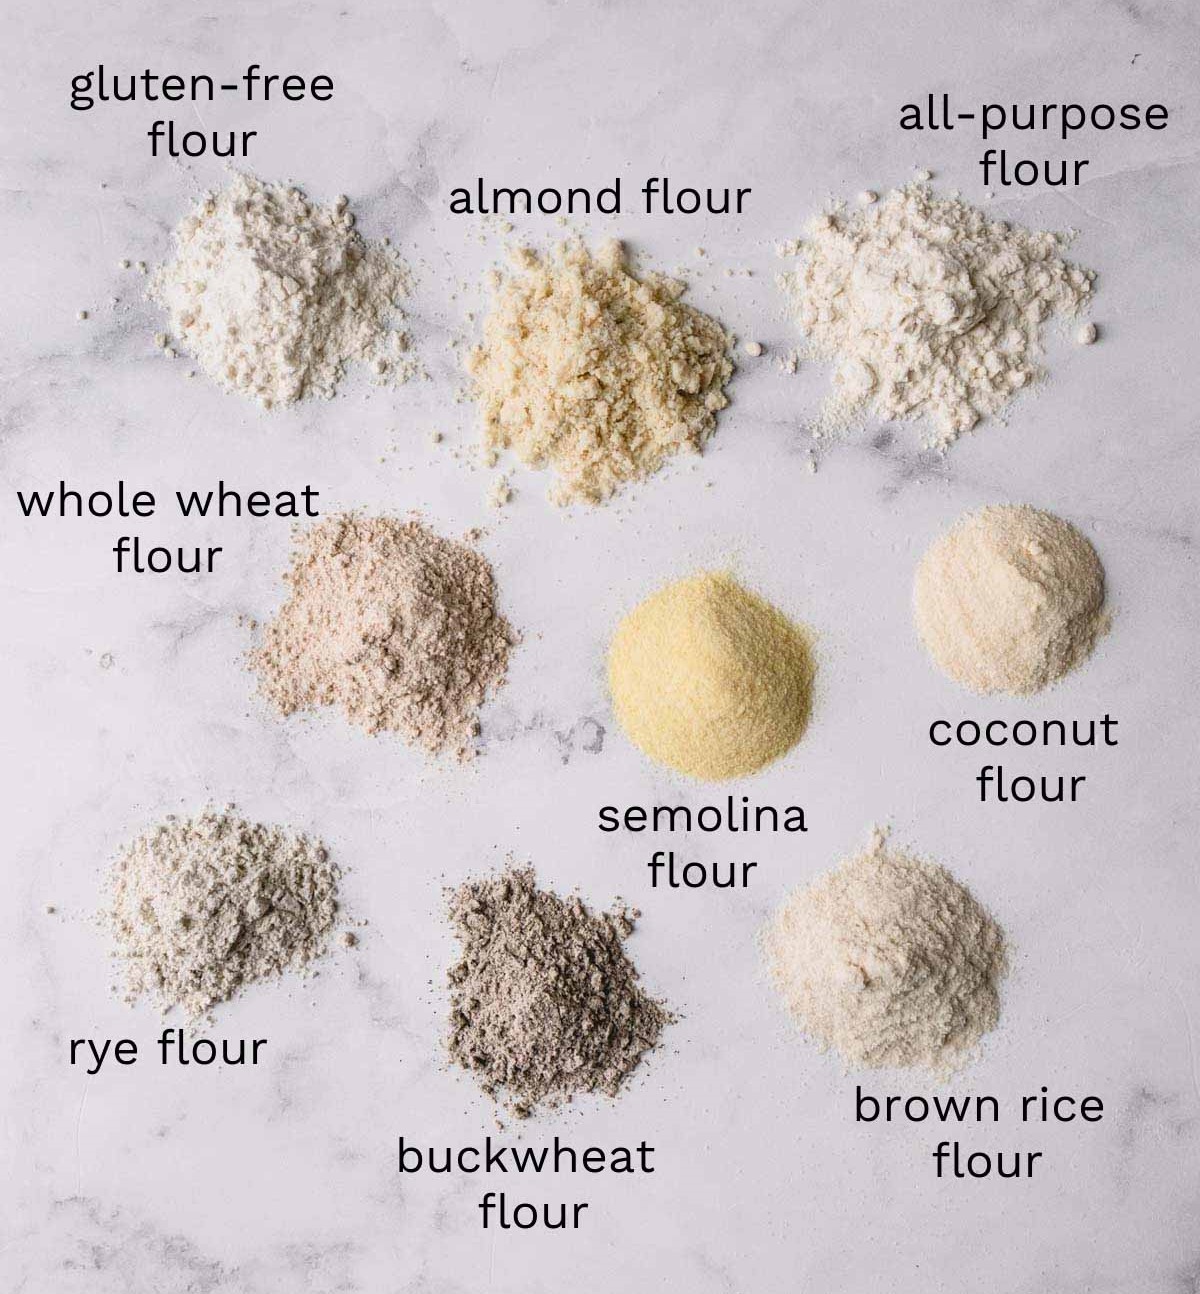 gluten-free
flour
all-purpose
flour
almond flour
whole wheat
flour
coconut
flour
semolina
flour
rye flour
buckwheat
flour
brown rice
flour